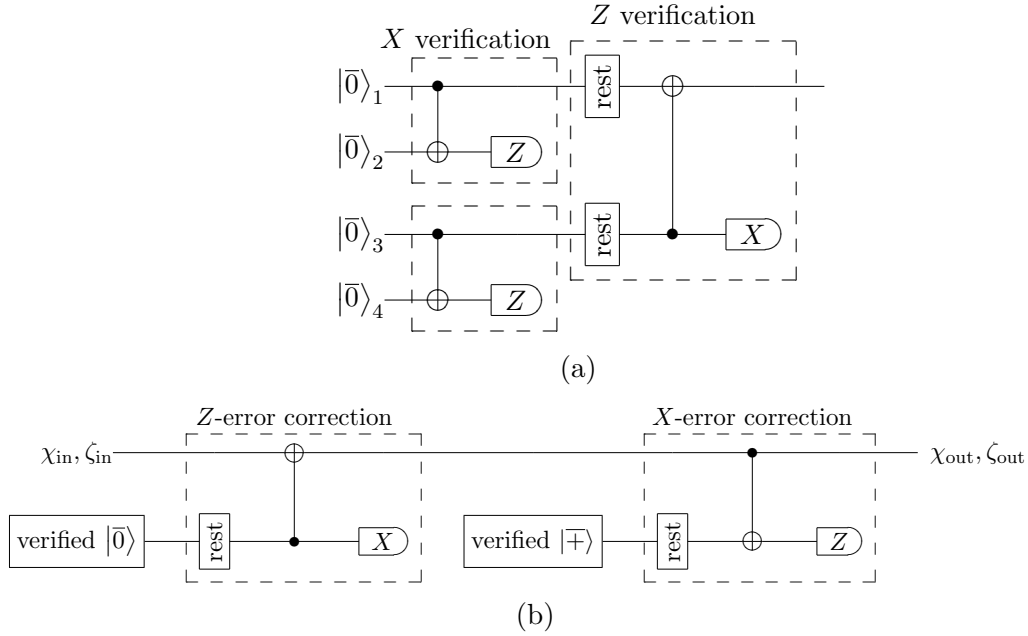 Z verification
X verification
|0̅⟩₁
rest
|0̅⟩₂
Z
|0̅⟩₃
rest
X
|0̅⟩₄
Z
(a)
Z-error correction
X-error correction
χin, ζin
χout, ζout
verified |0̅⟩
rest
X
verified |+̅⟩
rest
Z
(b)